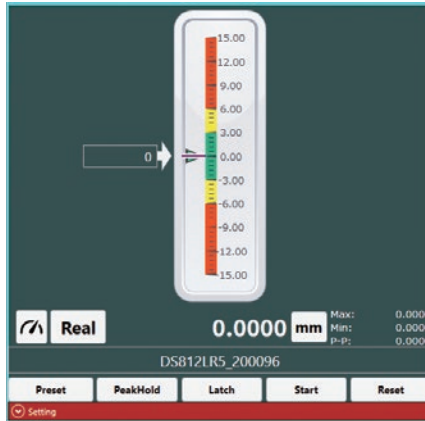 15.00
12.00
9.00
6.00
3.00
0
0.00
-3.00
-6.00
-9.00
-12.00
-15.00
Real 0.0000 mm
Max: 0.000
Min: 0.000
P-P: 0.000
DS812LR5_200096
Preset PeakHold Latch Start Reset
Setting